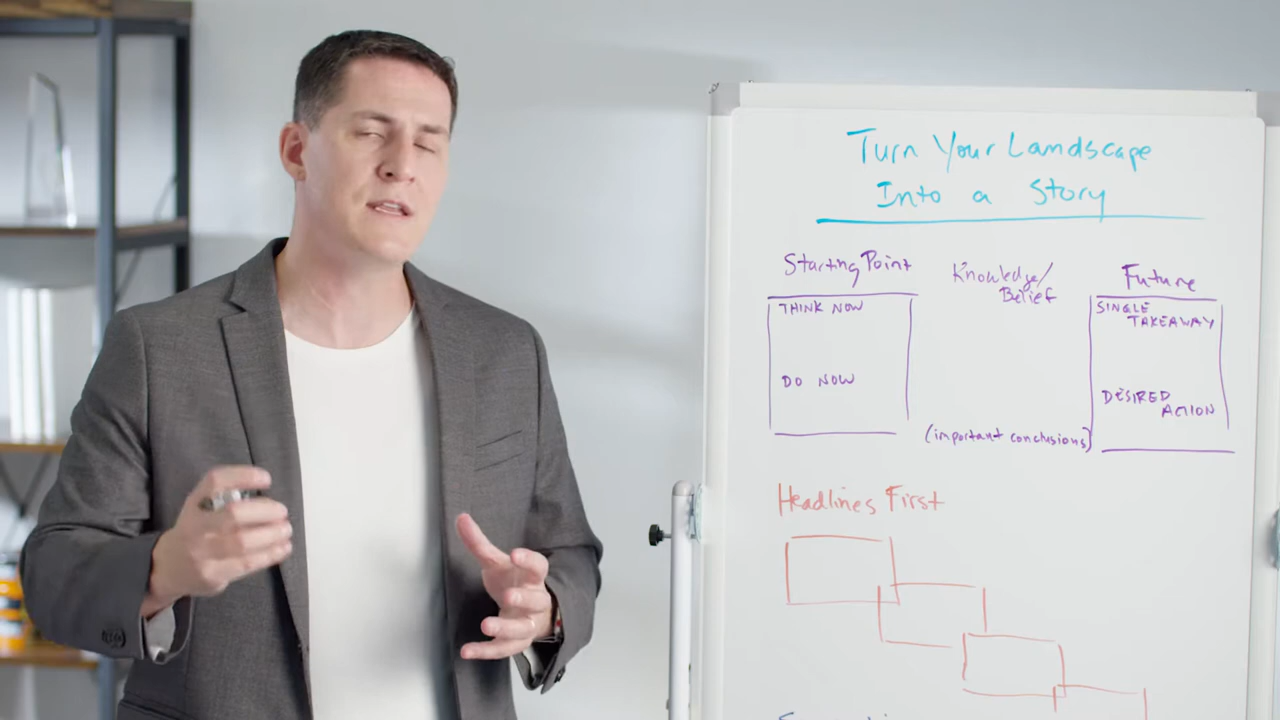 Turn Your Landscape
Into a Story
Starting Point
Knowledge/
Belief
Future
THINK NOW
DO NOW
(important conclusions)
SINGLE
TAKEAWAY
DESIRED
ACTION
Headlines First